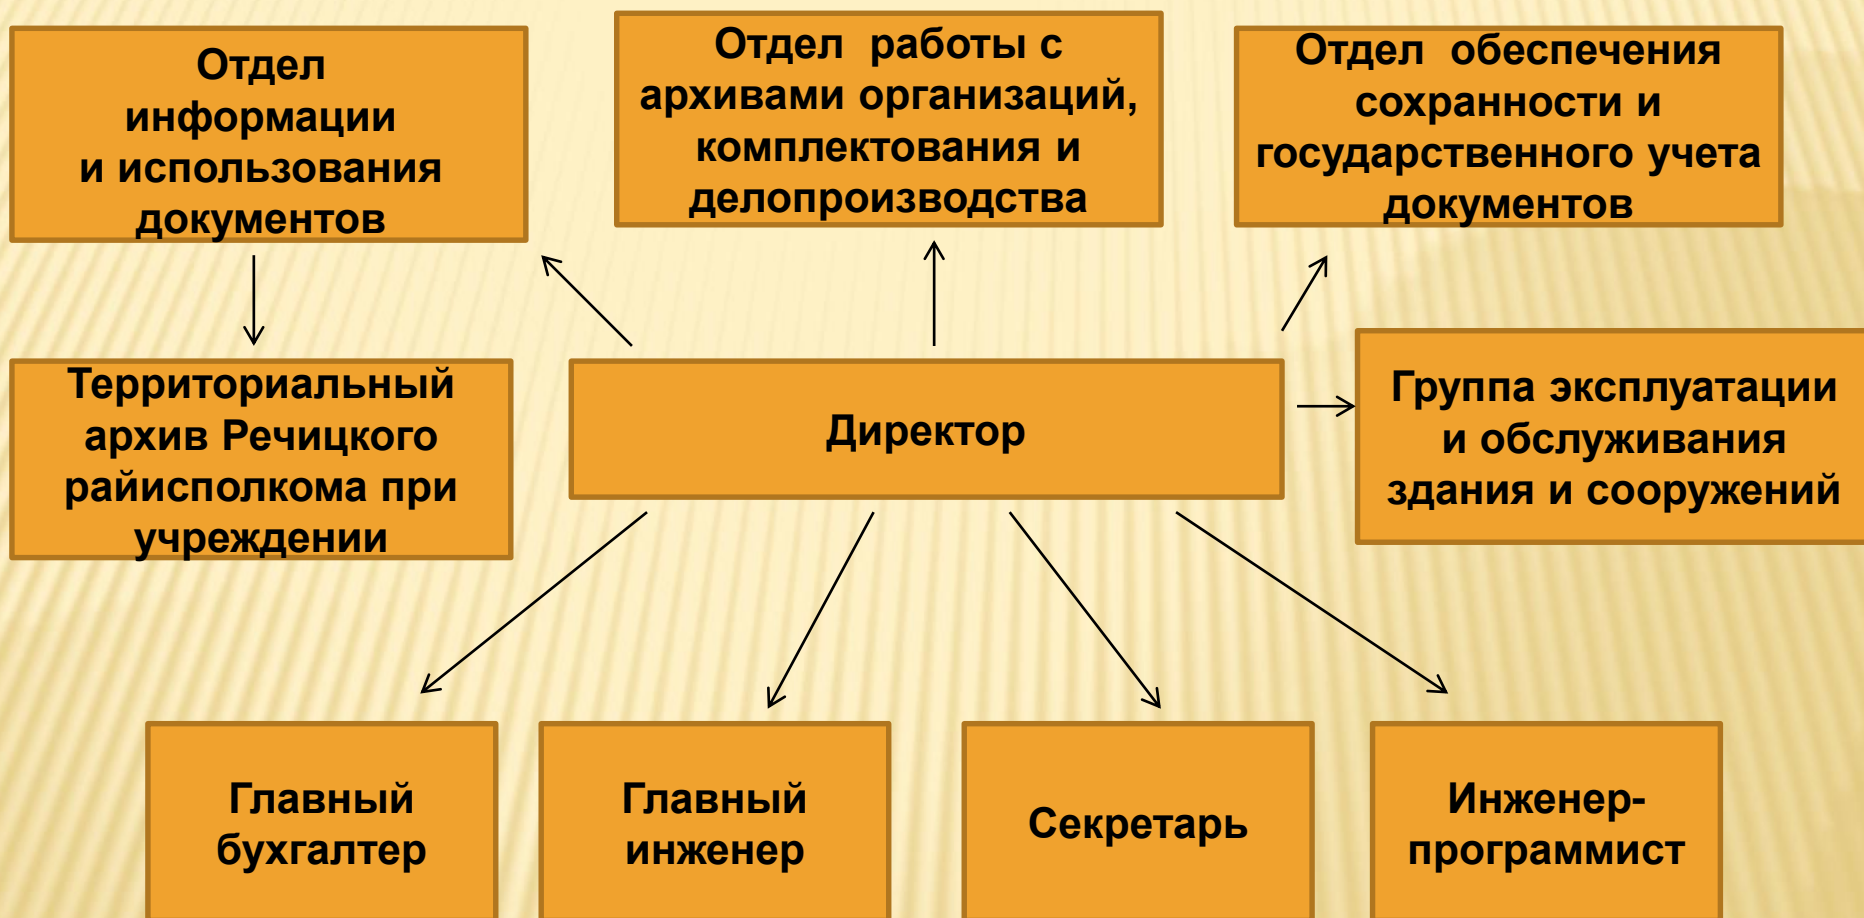 Отдел
информации
и использования
документов
Отдел работы с
архивами организаций,
комплектования и
делопроизводства
Отдел обеспечения
сохранности и
государственного учета
документов
Территориальный
архив Речицкого
райисполкома при
учреждении
Директор
Группа эксплуатации
и обслуживания
здания и сооружений
Главный
бухгалтер
Главный
инженер
Секретарь
Инженер-
программист